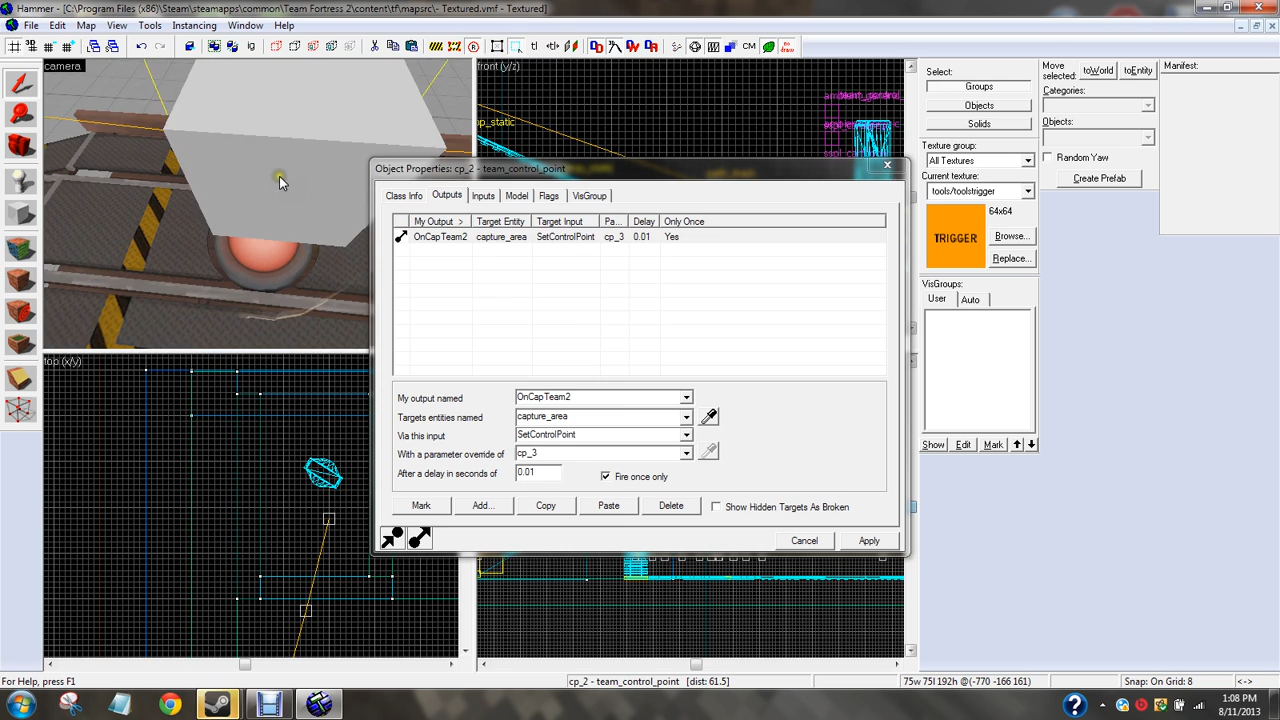 Hammer - [C:\Program Files (x86)\Steam\steamapps\common\Team Fortress 2\content\tf\mapsrc\- Textured.vmf - Textured]
File Edit Map View Tools Instancing Window Help
camera
front (y/z)
top (x/y)
Object Properties: cp_2 - team_control_point
Class Info Outputs Inputs Model Flags VisGroup
My Output > Target Entity Target Input Pa... Delay Only Once
OnCapTeam2 capture_area SetControlPoint cp_3 0.01 Yes
My output named OnCapTeam2
Targets entities named capture_area
Via this input SetControlPoint
With a parameter override of cp_3
After a delay in seconds of 0.01 Fire once only
Mark Add... Copy Paste Delete Show Hidden Targets As Broken
Cancel Apply
Select:
Groups
Objects
Solids
Texture group:
All Textures
Current texture:
tools/toolstrigger
TRIGGER
64x64
Browse...
Replace...
VisGroups:
User Auto
Show Edit Mark
Move selected: toWorld toEntity
Categories:
Objects:
Random Yaw
Create Prefab
Manifest:
For Help, press F1
cp_2 - team_control_point [dist: 61.5]
75w 75l 192h @(-770 -166 161)
Snap: On Grid: 8 <->
1:08 PM
8/11/2013